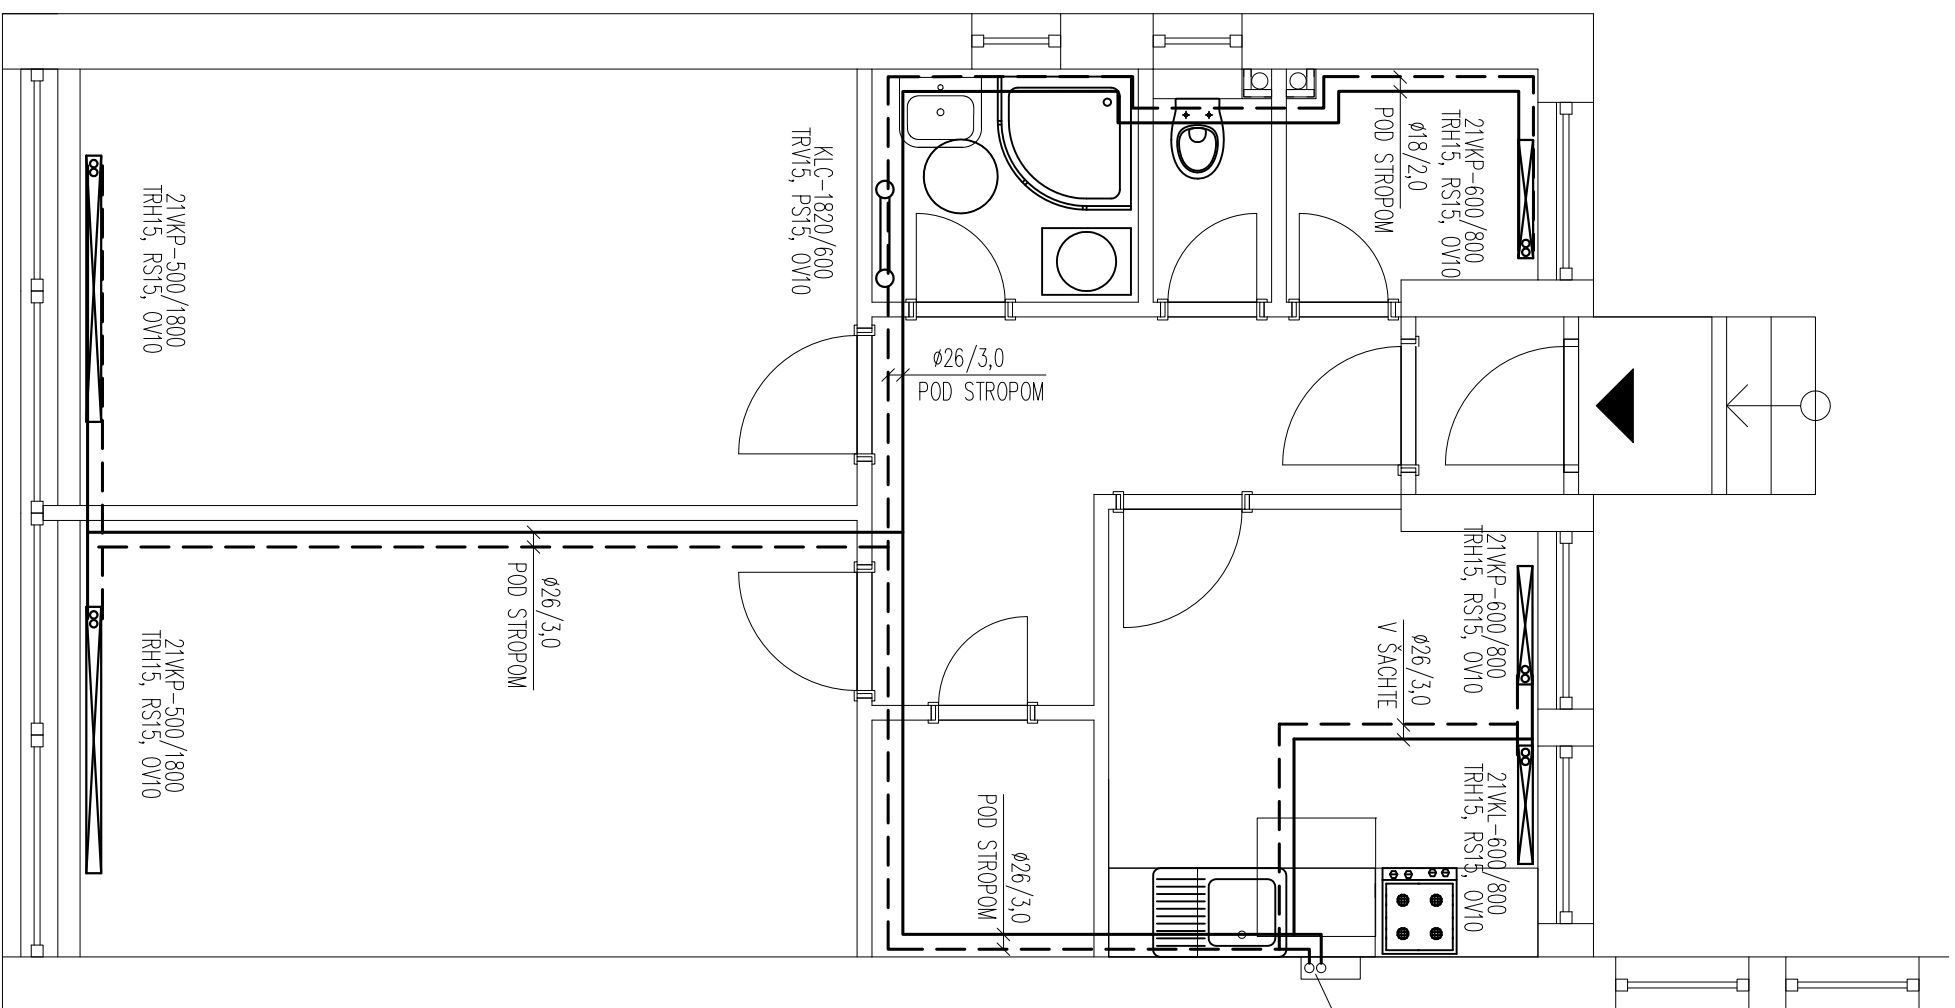 KLC-1820/600
TRV15, PS15, OV10
ø18/2,0
POD STROPOM
21VKP-600/800
TRH15, RS15, OV10
21VKP-500/1800
TRH15, RS15, OV10
ø26/3,0
POD STROPOM
ø26/3,0
POD STROPOM
21VKP-600/800
TRH15, RS15, OV10
ø26/3,0
V ŠACHTE
21VKP-500/1800
TRH15, RS15, OV10
ø26/3,0
POD STROPOM
21VKL-600/800
TRH15, RS15, OV10